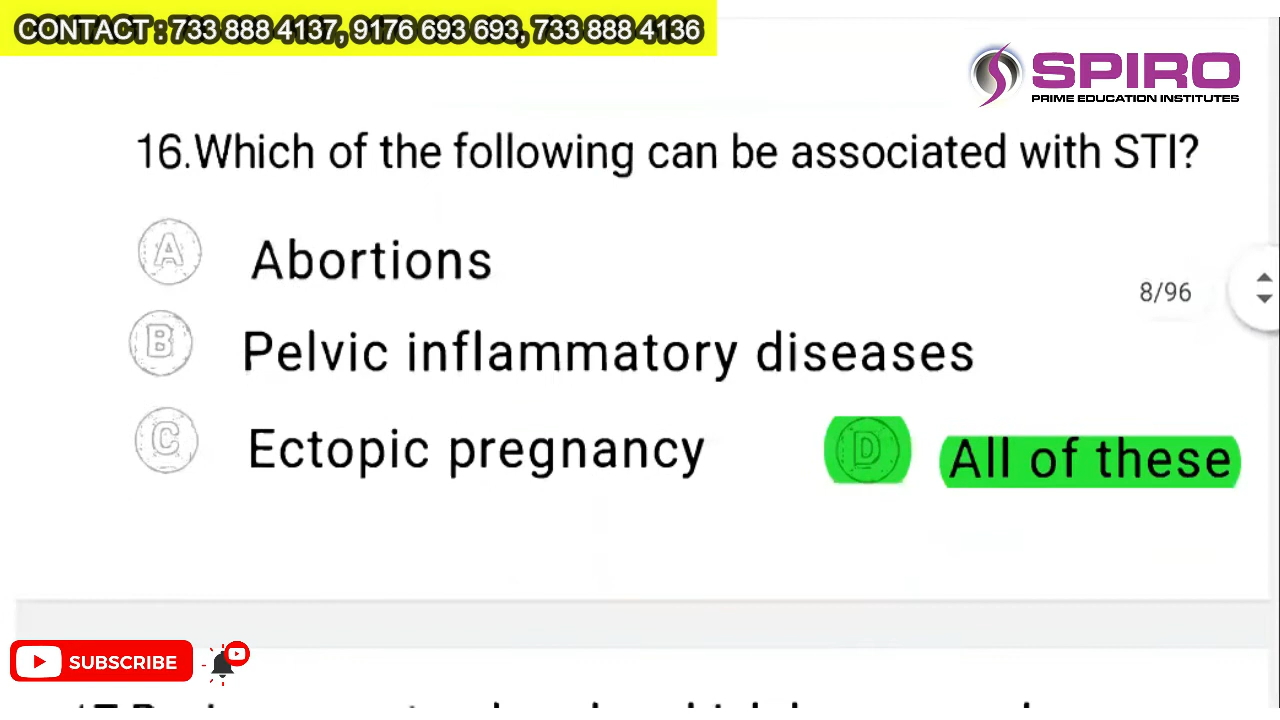 CONTACT : 733 888 4137, 9176 693 693, 733 888 4136
SPIRO
PRIME EDUCATION INSTITUTES
16.Which of the following can be associated with STI?
A Abortions
8/96
B Pelvic inflammatory diseases
C Ectopic pregnancy D All of these
SUBSCRIBE